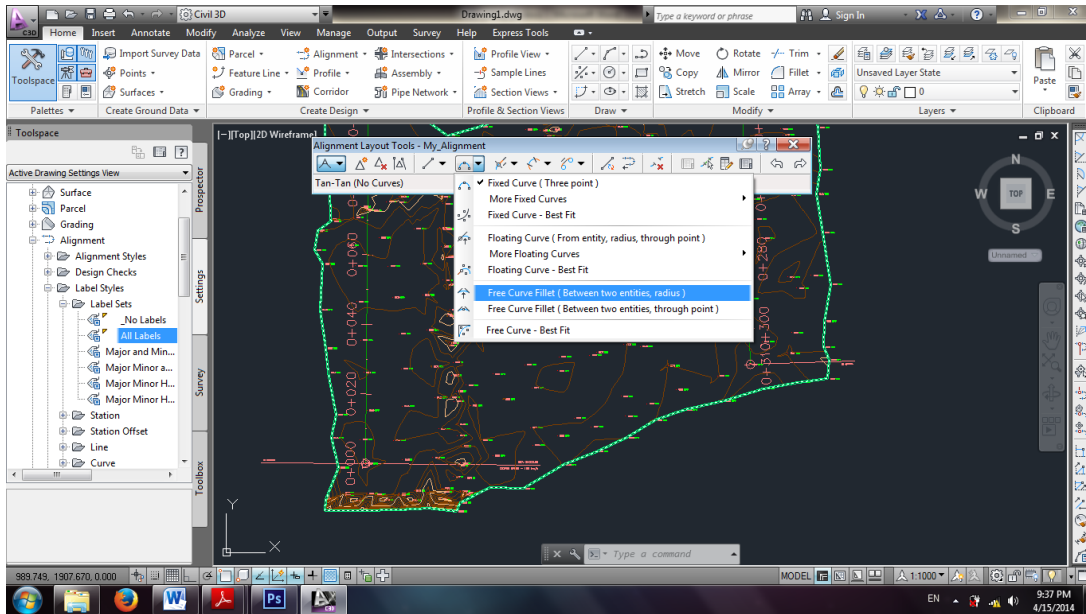 Civil 3D
Drawing1.dwg
Type a keyword or phrase
Sign In
C3D
Home Insert Annotate Modify Analyze View Manage Output Survey Help Express Tools
Toolspace
Import Survey Data
Points
Surfaces
Parcel
Feature Line
Grading
Alignment
Profile
Corridor
Intersections
Assembly
Pipe Network
Profile View
Sample Lines
Section Views
Move Rotate Trim
Copy Mirror Fillet
Stretch Scale Array
Unsaved Layer State
0
Paste
Palettes
Create Ground Data
Create Design
Profile & Section Views
Draw
Modify
Layers
Clipboard
Toolspace
Active Drawing Settings View
Surface
Parcel
Grading
Alignment
Alignment Styles
Design Checks
Label Styles
Label Sets
_No Labels
All Labels
Major and Min...
Major Minor a...
Major Minor H...
Major Minor H...
Station
Station Offset
Line
Curve
Prospector
Settings
Survey
Toolbox
[-][Top][2D Wireframe]
Alignment Layout Tools - My_Alignment
Tan-Tan (No Curves)
Fixed Curve ( Three point )
More Fixed Curves
Fixed Curve - Best Fit
Floating Curve ( From entity, radius, through point )
More Floating Curves
Floating Curve - Best Fit
Free Curve Fillet ( Between two entities, radius )
Free Curve Fillet ( Between two entities, through point )
Free Curve - Best Fit
0+060
0+040
0+020
0+000
0+280
0+300
N
W TOP E
S
Unnamed
Y
X
Type a command
989.749, 1907.670, 0.000
MODEL
1:1000
W
Ps
C3D
EN
9:37 PM
4/15/2014